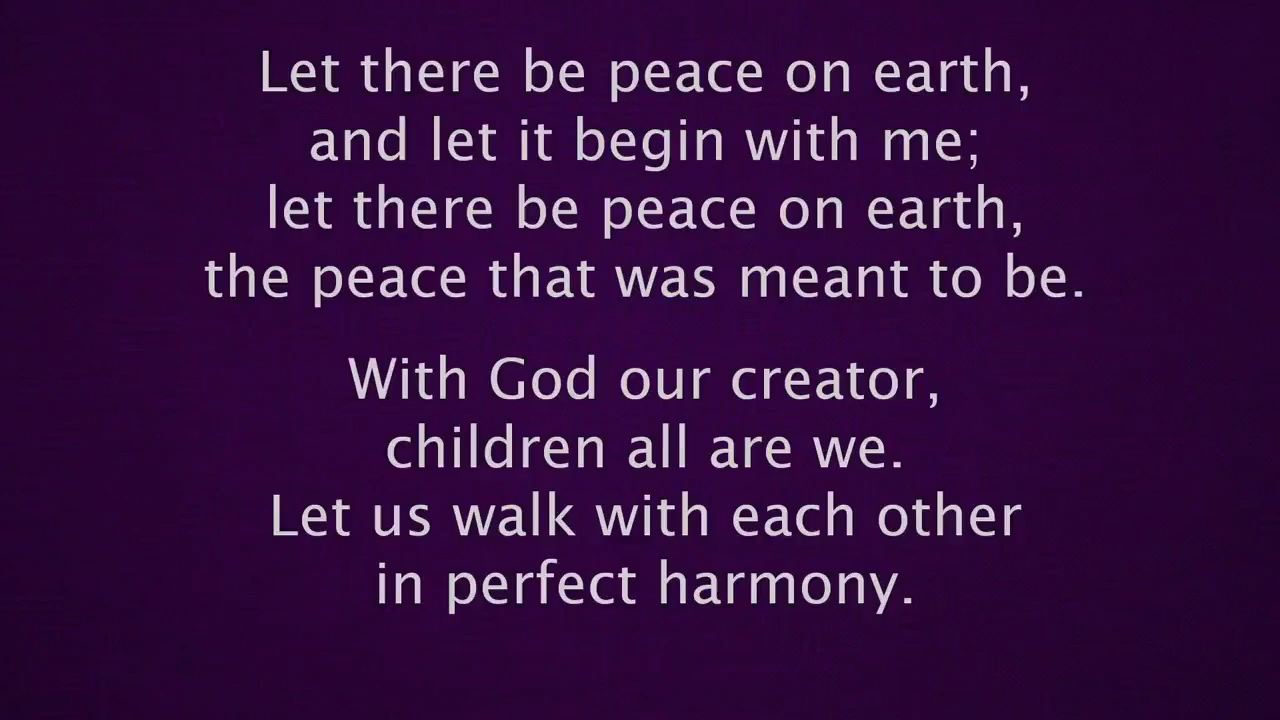 Let there be peace on earth,
and let it begin with me;
let there be peace on earth,
the peace that was meant to be.
With God our creator,
children all are we.
Let us walk with each other
in perfect harmony.